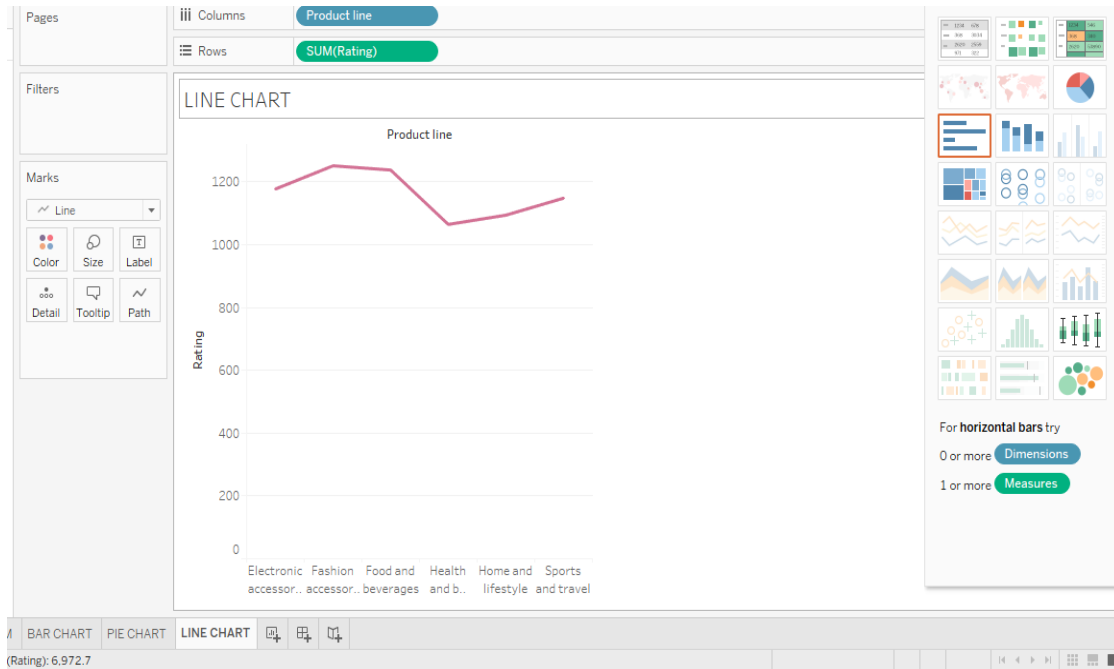 Pages
Columns
Product line
Rows
SUM(Rating)
Filters
LINE CHART
Product line
Marks
Line
Color Size Label
Detail Tooltip Path
Rating
1200
1000
800
600
400
200
0
Electronic Fashion Food and Health Home and Sports
accessor.. accessor.. beverages and b.. lifestyle and travel
For horizontal bars try
0 or more Dimensions
1 or more Measures
BAR CHART PIE CHART LINE CHART
(Rating): 6,972.7